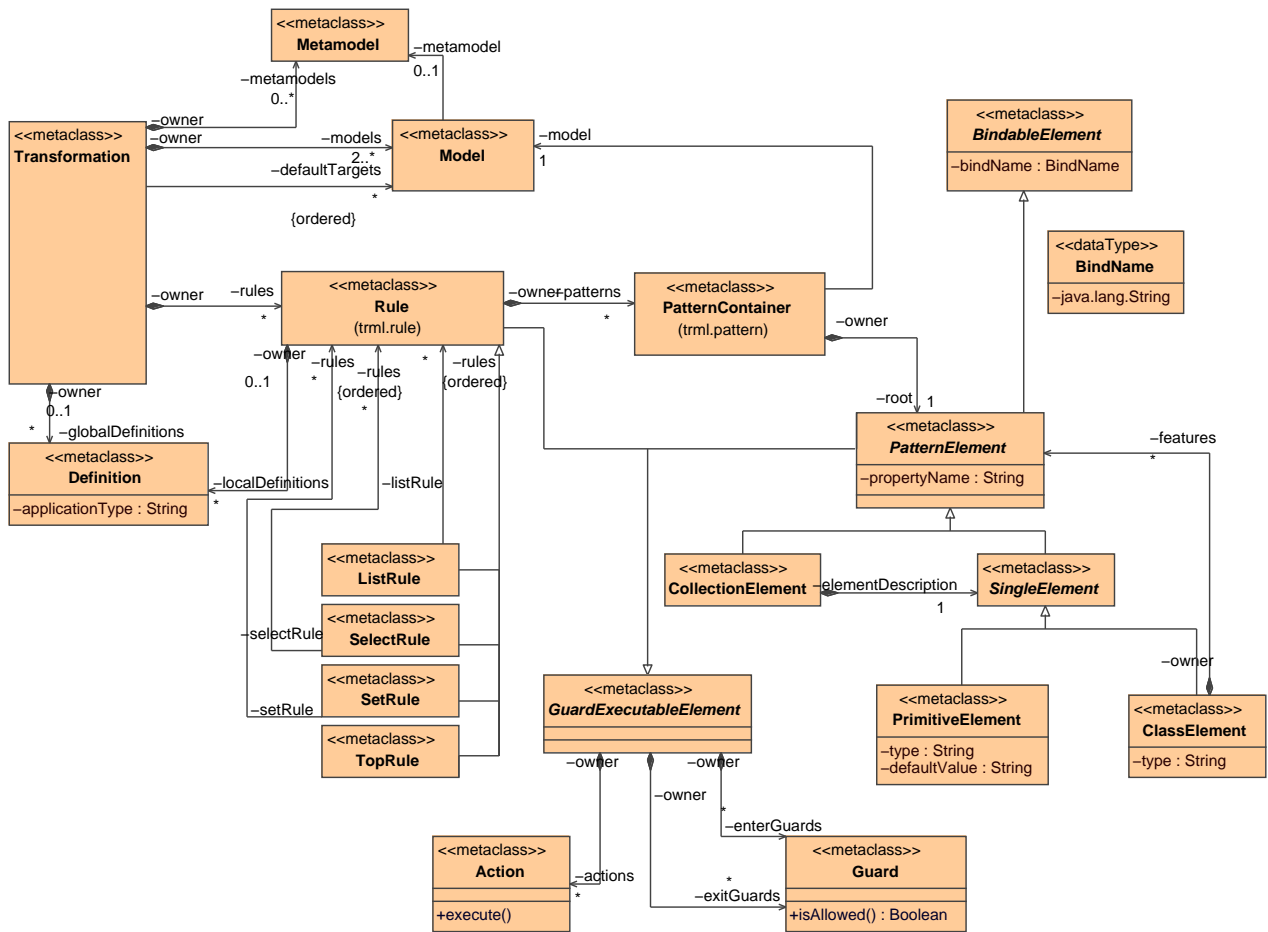 <<metaclass>>
Metamodel
–metamodel
0..1
–metamodels
0..*
<<metaclass>>
Transformation
–owner
–owner
–models
2..*
–defaultTargets
*
{ordered}
<<metaclass>>
Model
–model
1
<<metaclass>>
BindableElement
–bindName : BindName
<<dataType>>
BindName
–java.lang.String
–owner
–rules
*
<<metaclass>>
Rule
(trml.rule)
–owner
–patterns
*
<<metaclass>>
PatternContainer
(trml.pattern)
–owner
–root
1
–owner
0..1
*
–globalDefinitions
–owner
0..1
–rules
*
–rules
{ordered}
*
*
–rules
{ordered}
<<metaclass>>
Definition
–applicationType : String
–localDefinitions
*
–listRule
<<metaclass>>
PatternElement
–propertyName : String
–features
*
<<metaclass>>
ListRule
<<metaclass>>
CollectionElement
–elementDescription
1
<<metaclass>>
SingleElement
–selectRule
<<metaclass>>
SelectRule
–setRule
<<metaclass>>
SetRule
<<metaclass>>
TopRule
<<metaclass>>
GuardExecutableElement
<<metaclass>>
PrimitiveElement
–type : String
–defaultValue : String
–owner
<<metaclass>>
ClassElement
–type : String
–owner
–owner
–owner
*
–enterGuards
<<metaclass>>
Action
+execute()
–actions
*
*
–exitGuards
<<metaclass>>
Guard
+isAllowed() : Boolean